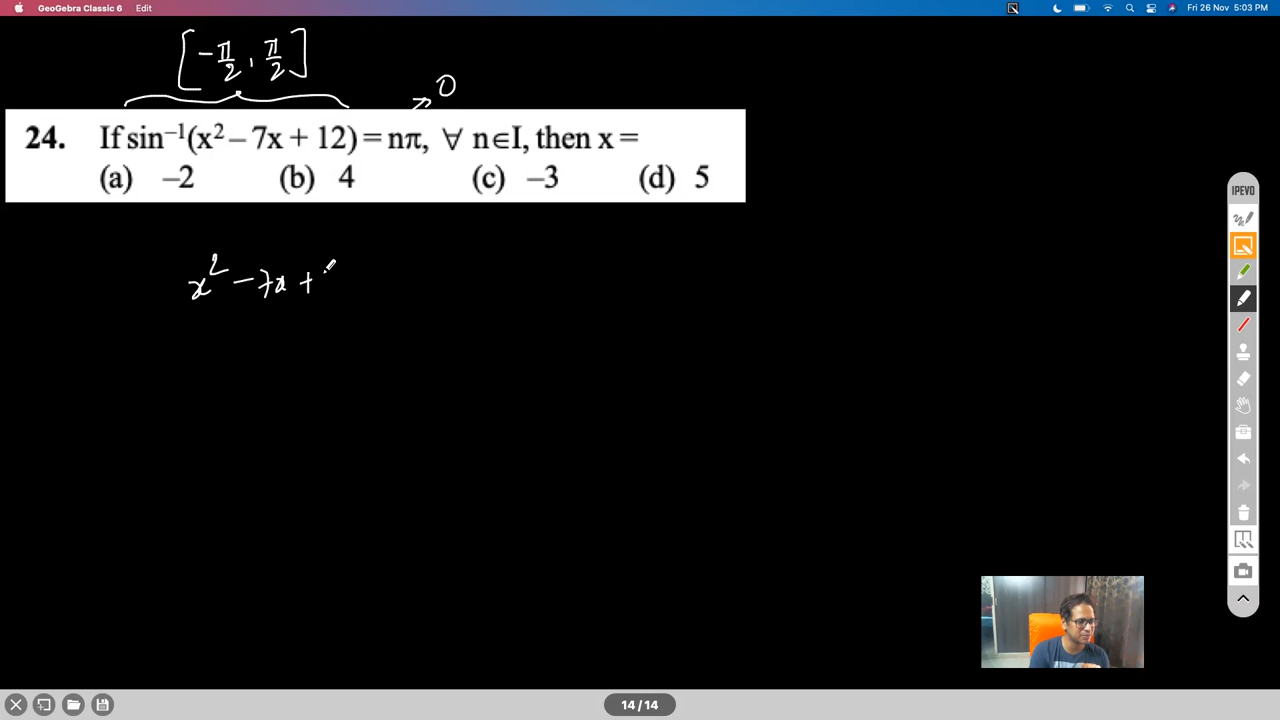 GeoGebra Classic 6 Edit Fri 26 Nov 5:03 PM
[-π/2, π/2]
0
24. If sin⁻¹(x² – 7x + 12) = nπ, ∀ n∈I, then x =
(a) –2 (b) 4 (c) –3 (d) 5
IPEVO
x² - 7x +
14 / 14